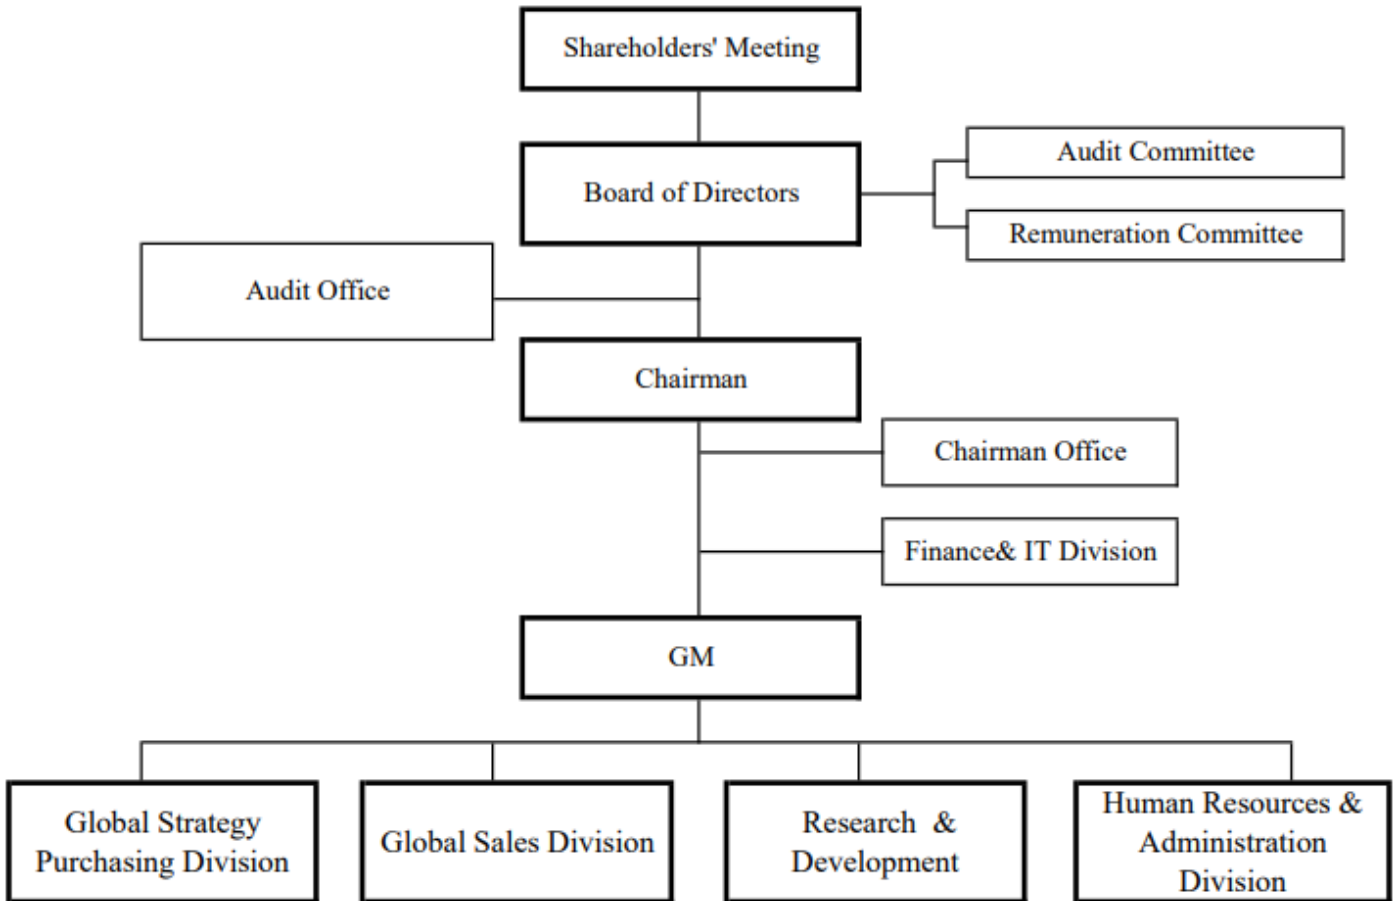 Shareholders' Meeting
Board of Directors
Audit Committee
Remuneration Committee
Audit Office
Chairman
Chairman Office
Finance& IT Division
GM
Global Strategy
Purchasing Division
Global Sales Division
Research &
Development
Human Resources &
Administration
Division